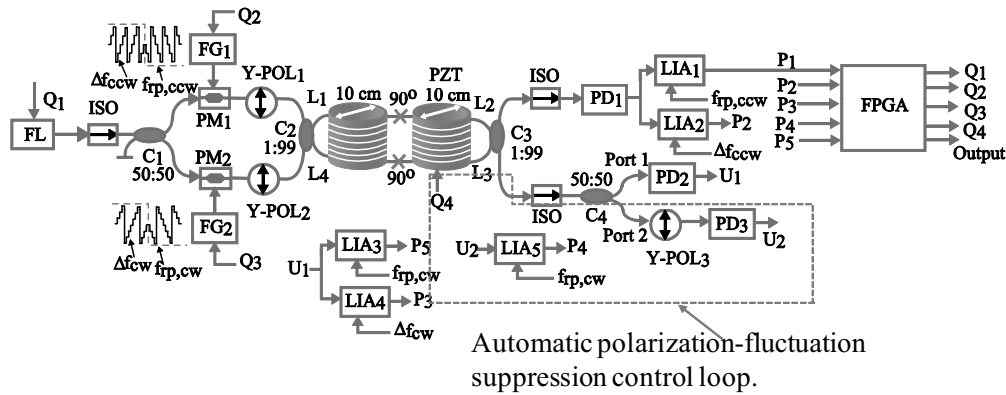 Q2
FG1
Δfccw frp,ccw
Y-POL1
PM1
Q1
ISO
FL
C1
50:50
PM2
Y-POL2
FG2
Δfcw frp,cw
Q3
L1 10 cm 90° PZT 10 cm L2
C2
1:99
L4 90° L3
Q4
C3
1:99
ISO
PD1
LIA1
frp,ccw
LIA2
P2
Δfccw
P1
P2
P3
P4
P5
FPGA
Q1
Q2
Q3
Q4
Output
ISO
50:50
C4
Port 1
PD2
U1
Port 2
Y-POL3
PD3
U2
U1
LIA3
P5
frp,cw
LIA4
P3
Δfcw
U2
LIA5
P4
frp,cw
Automatic polarization-fluctuation
suppression control loop.